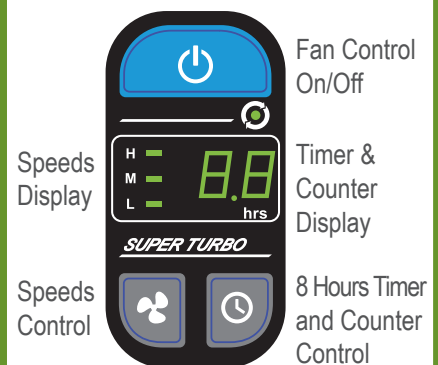 Fan Control
On/Off
Speeds
Display
H
M
L
8.8
hrs
Timer &
Counter
Display
SUPER TURBO
Speeds
Control
8 Hours Timer
and Counter
Control